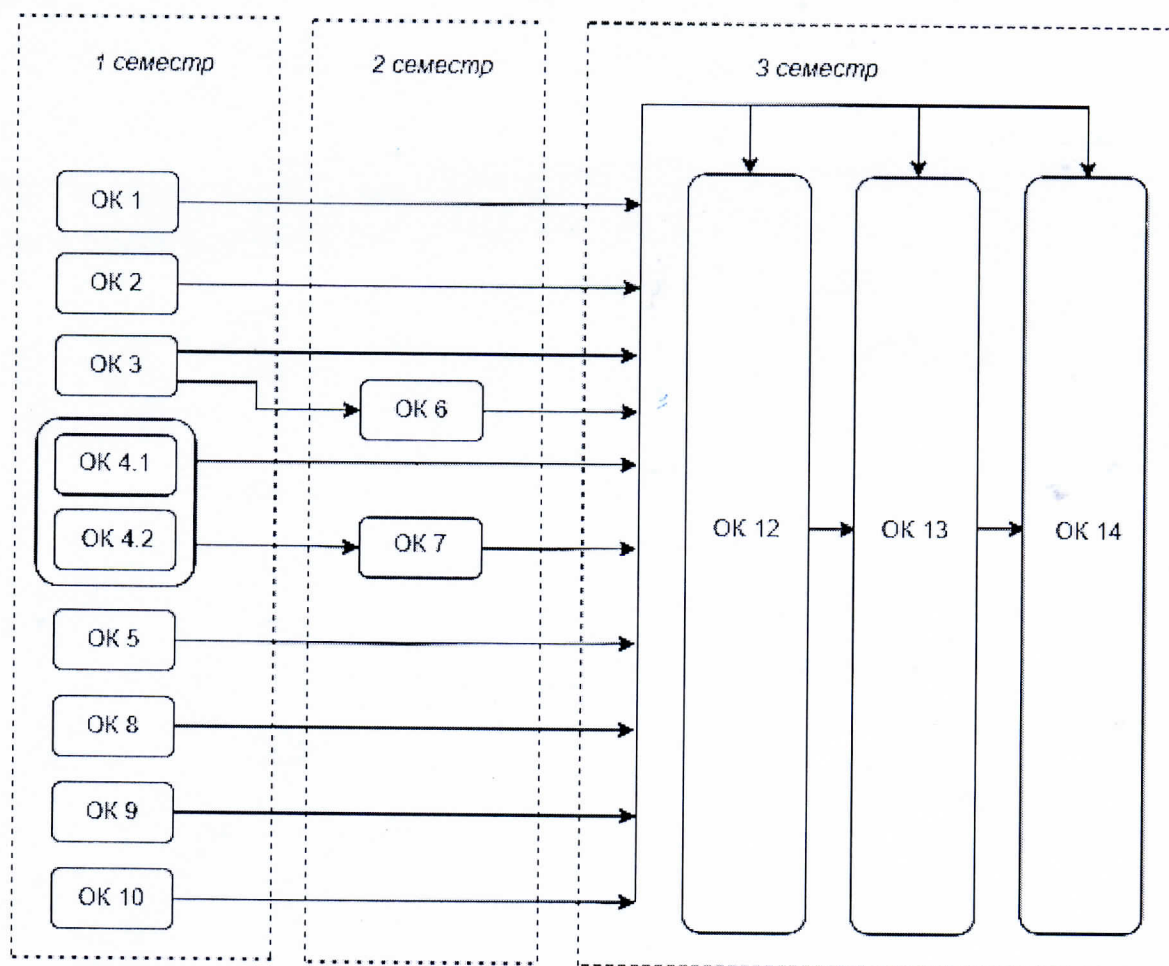 1 семестр
2 семестр
3 семестр
ОК 1
ОК 2
ОК 3
ОК 6
ОК 4.1
ОК 4.2
ОК 7
ОК 12
ОК 13
ОК 14
ОК 5
ОК 8
ОК 9
ОК 10